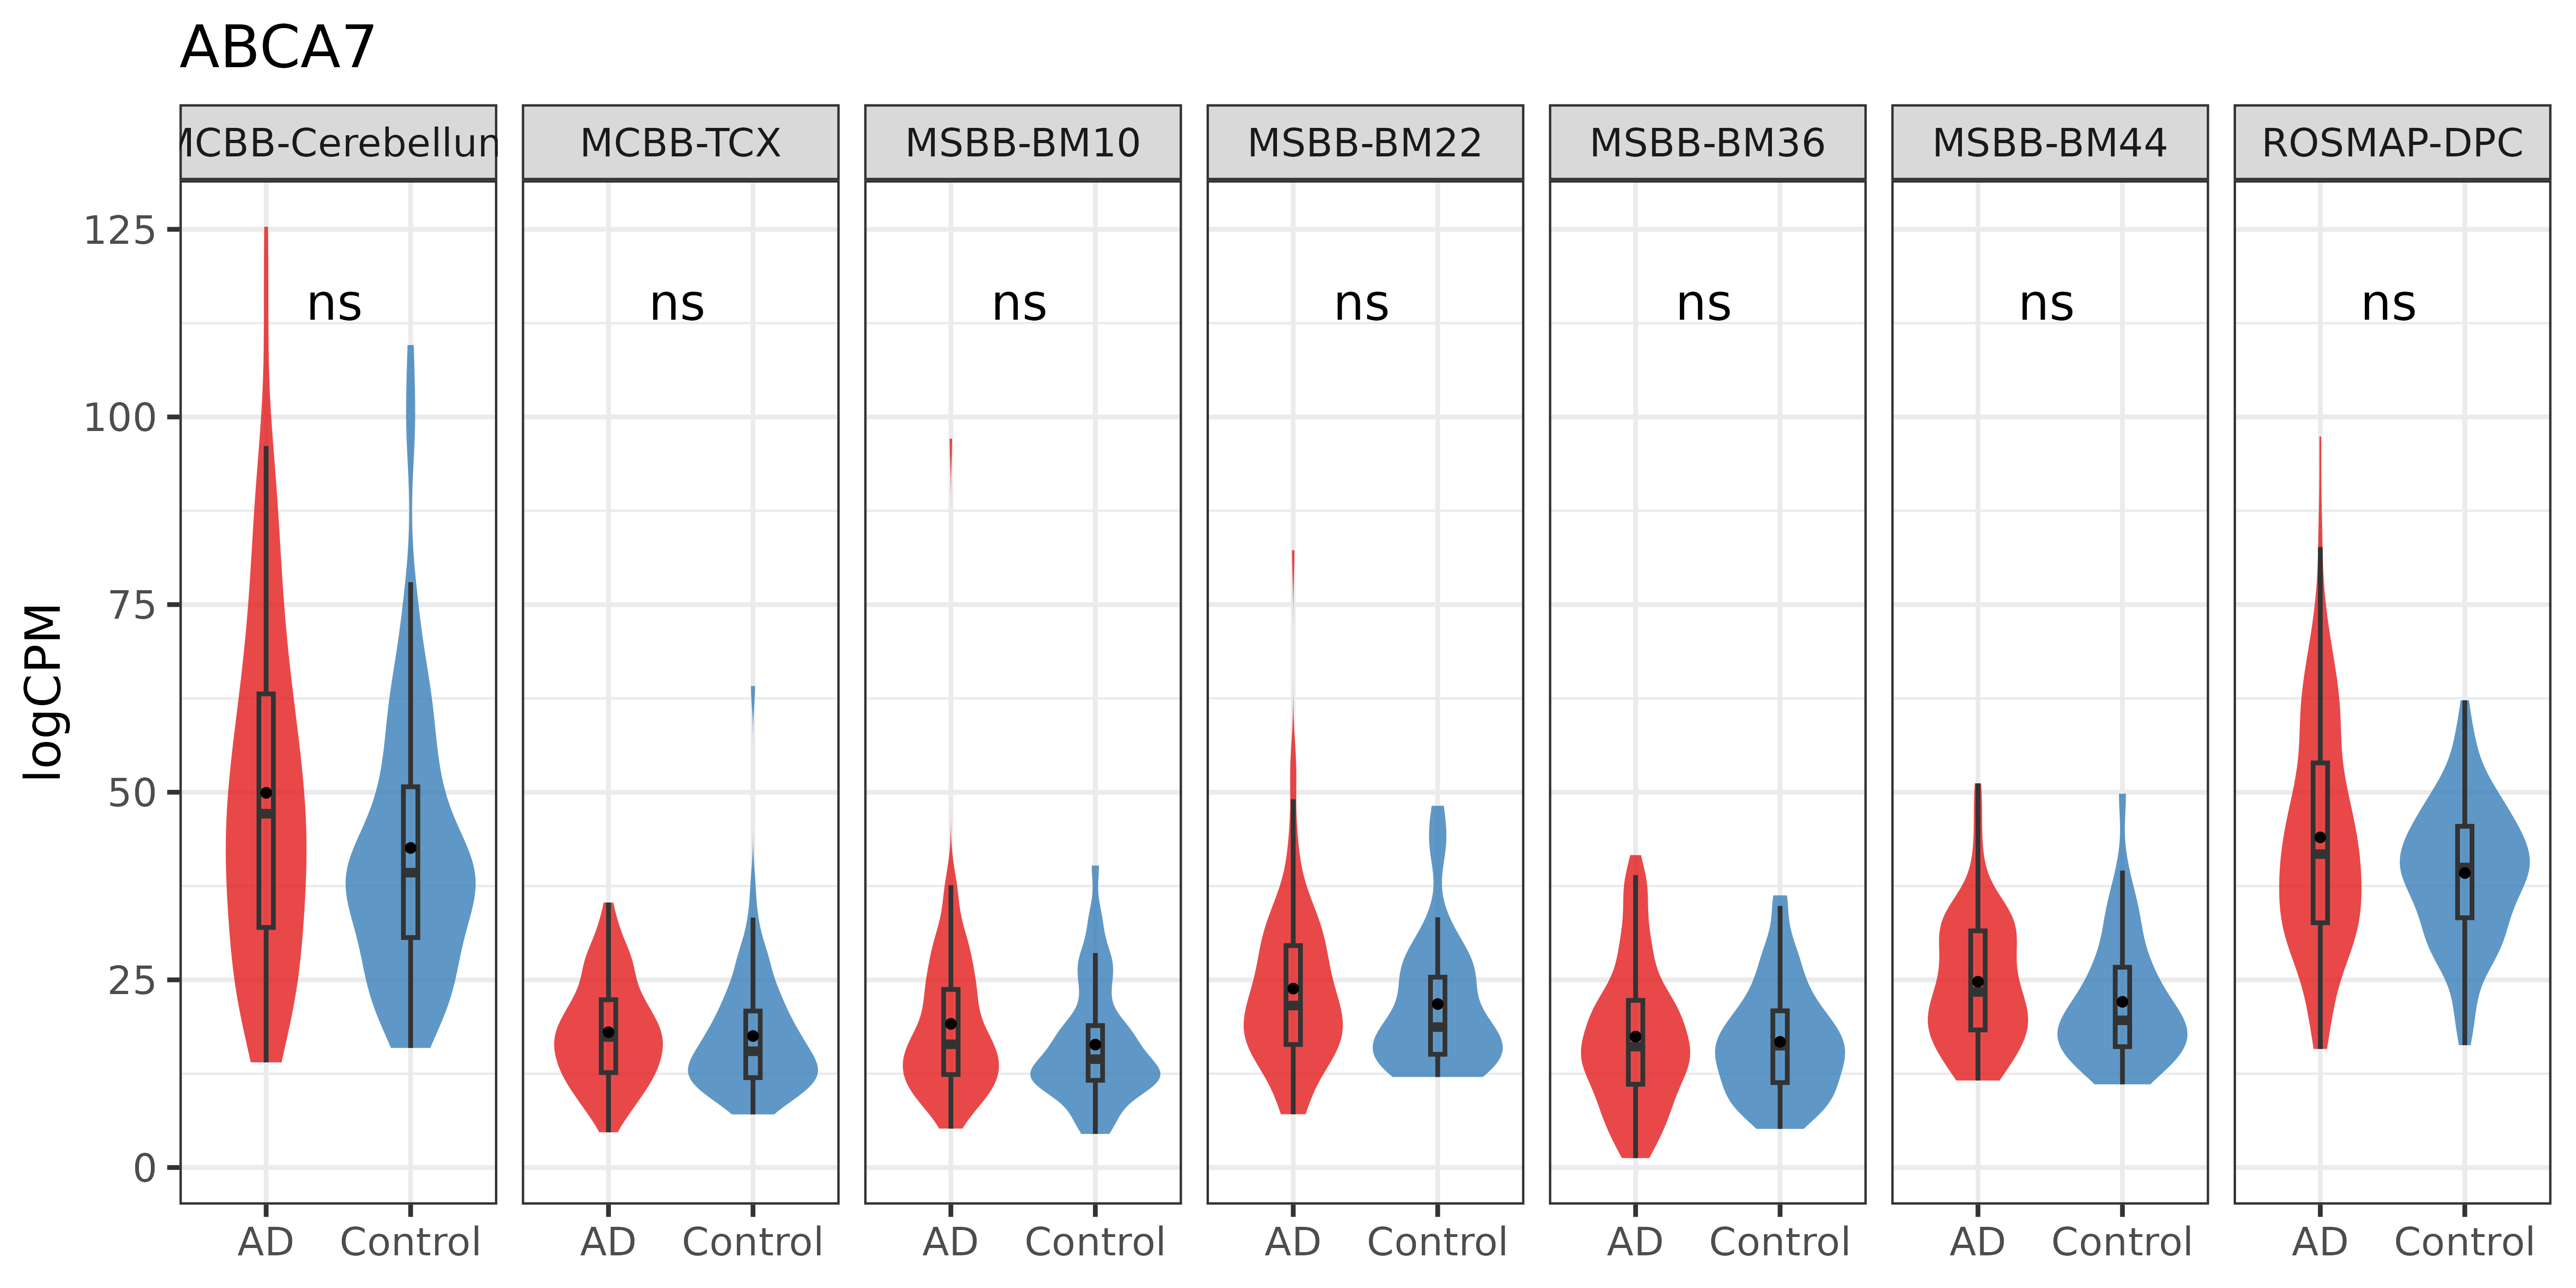 ABCA7
MCBB-Cerebellum MCBB-TCX MSBB-BM10 MSBB-BM22 MSBB-BM36 MSBB-BM44 ROSMAP-DPC
125
100
75
50
25
0
logCPM
ns ns ns ns ns ns ns
AD Control AD Control AD Control AD Control AD Control AD Control AD Control